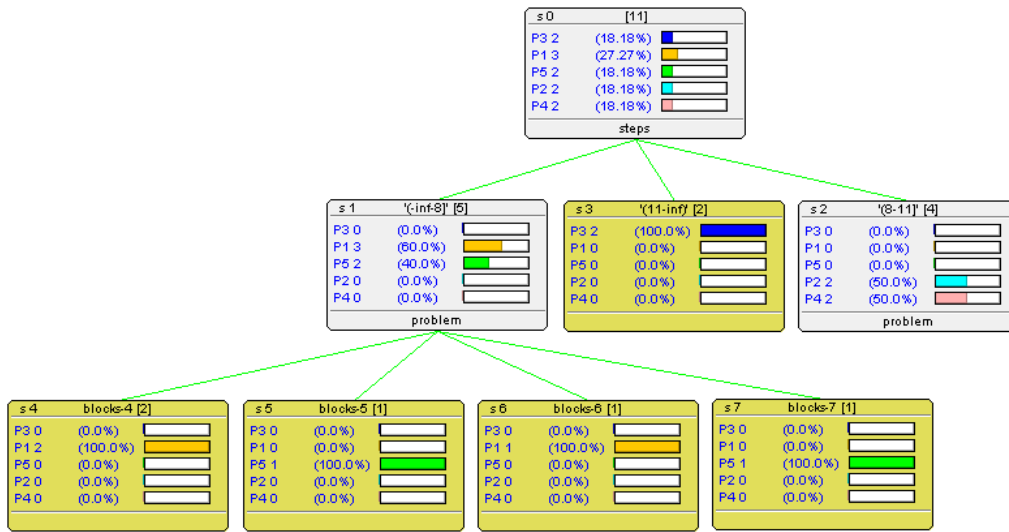 s 0 [11]
P3 2 (18.18%)
P1 3 (27.27%)
P5 2 (18.18%)
P2 2 (18.18%)
P4 2 (18.18%)
steps
s 1 '(-inf-8]' [5]
P3 0 (0.0%)
P1 3 (60.0%)
P5 2 (40.0%)
P2 0 (0.0%)
P4 0 (0.0%)
problem
s 3 '(11-inf)' [2]
P3 2 (100.0%)
P1 0 (0.0%)
P5 0 (0.0%)
P2 0 (0.0%)
P4 0 (0.0%)
s 2 '(8-11]' [4]
P3 0 (0.0%)
P1 0 (0.0%)
P5 0 (0.0%)
P2 2 (50.0%)
P4 2 (50.0%)
problem
s 4 blocks-4 [2]
P3 0 (0.0%)
P1 2 (100.0%)
P5 0 (0.0%)
P2 0 (0.0%)
P4 0 (0.0%)
s 5 blocks-5 [1]
P3 0 (0.0%)
P1 0 (0.0%)
P5 1 (100.0%)
P2 0 (0.0%)
P4 0 (0.0%)
s 6 blocks-6 [1]
P3 0 (0.0%)
P1 1 (100.0%)
P5 0 (0.0%)
P2 0 (0.0%)
P4 0 (0.0%)
s 7 blocks-7 [1]
P3 0 (0.0%)
P1 0 (0.0%)
P5 1 (100.0%)
P2 0 (0.0%)
P4 0 (0.0%)